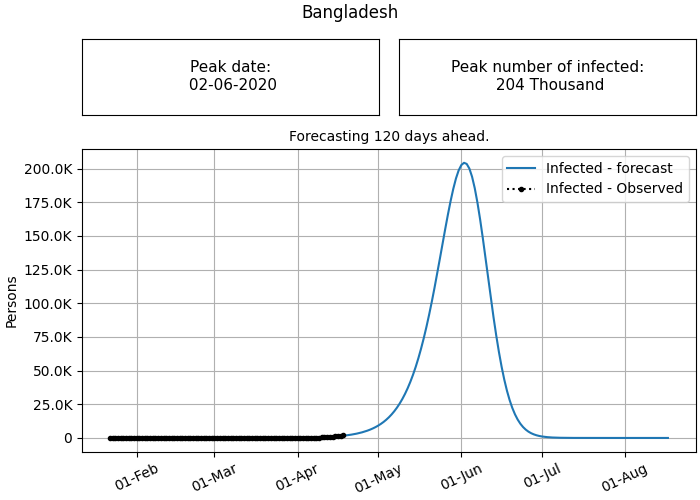 Bangladesh
Peak date:
02-06-2020
Peak number of infected:
204 Thousand
Forecasting 120 days ahead.
Infected - forecast
Infected - Observed
Persons
200.0K
175.0K
150.0K
125.0K
100.0K
75.0K
50.0K
25.0K
0
01-Feb
01-Mar
01-Apr
01-May
01-Jun
01-Jul
01-Aug